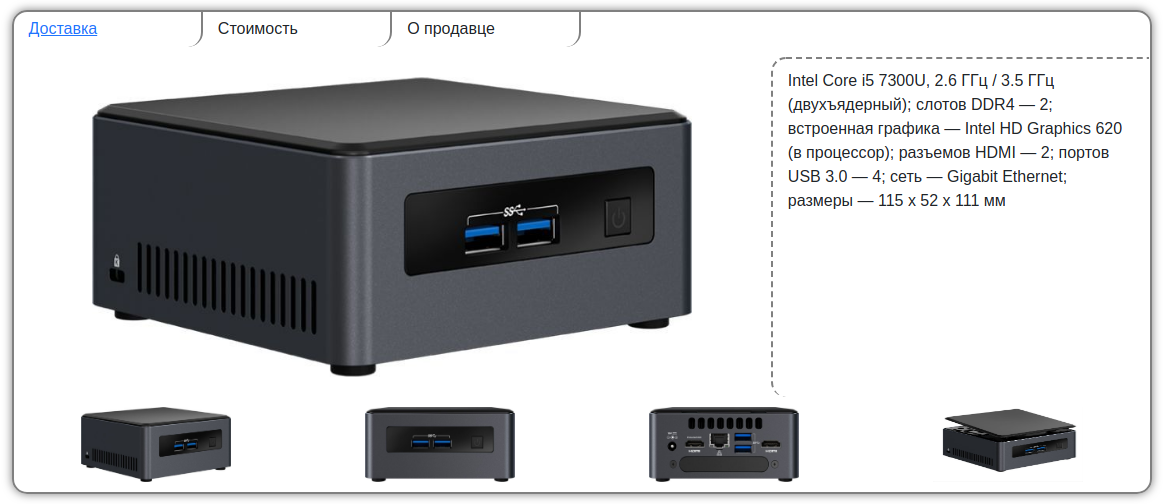 Доставка
Стоимость
О продавце
Intel Core i5 7300U, 2.6 ГГц / 3.5 ГГц
(двухъядерный); слотов DDR4 — 2;
встроенная графика — Intel HD Graphics 620
(в процессор); разъемов HDMI — 2; портов
USB 3.0 — 4; сеть — Gigabit Ethernet;
размеры — 115 x 52 x 111 мм